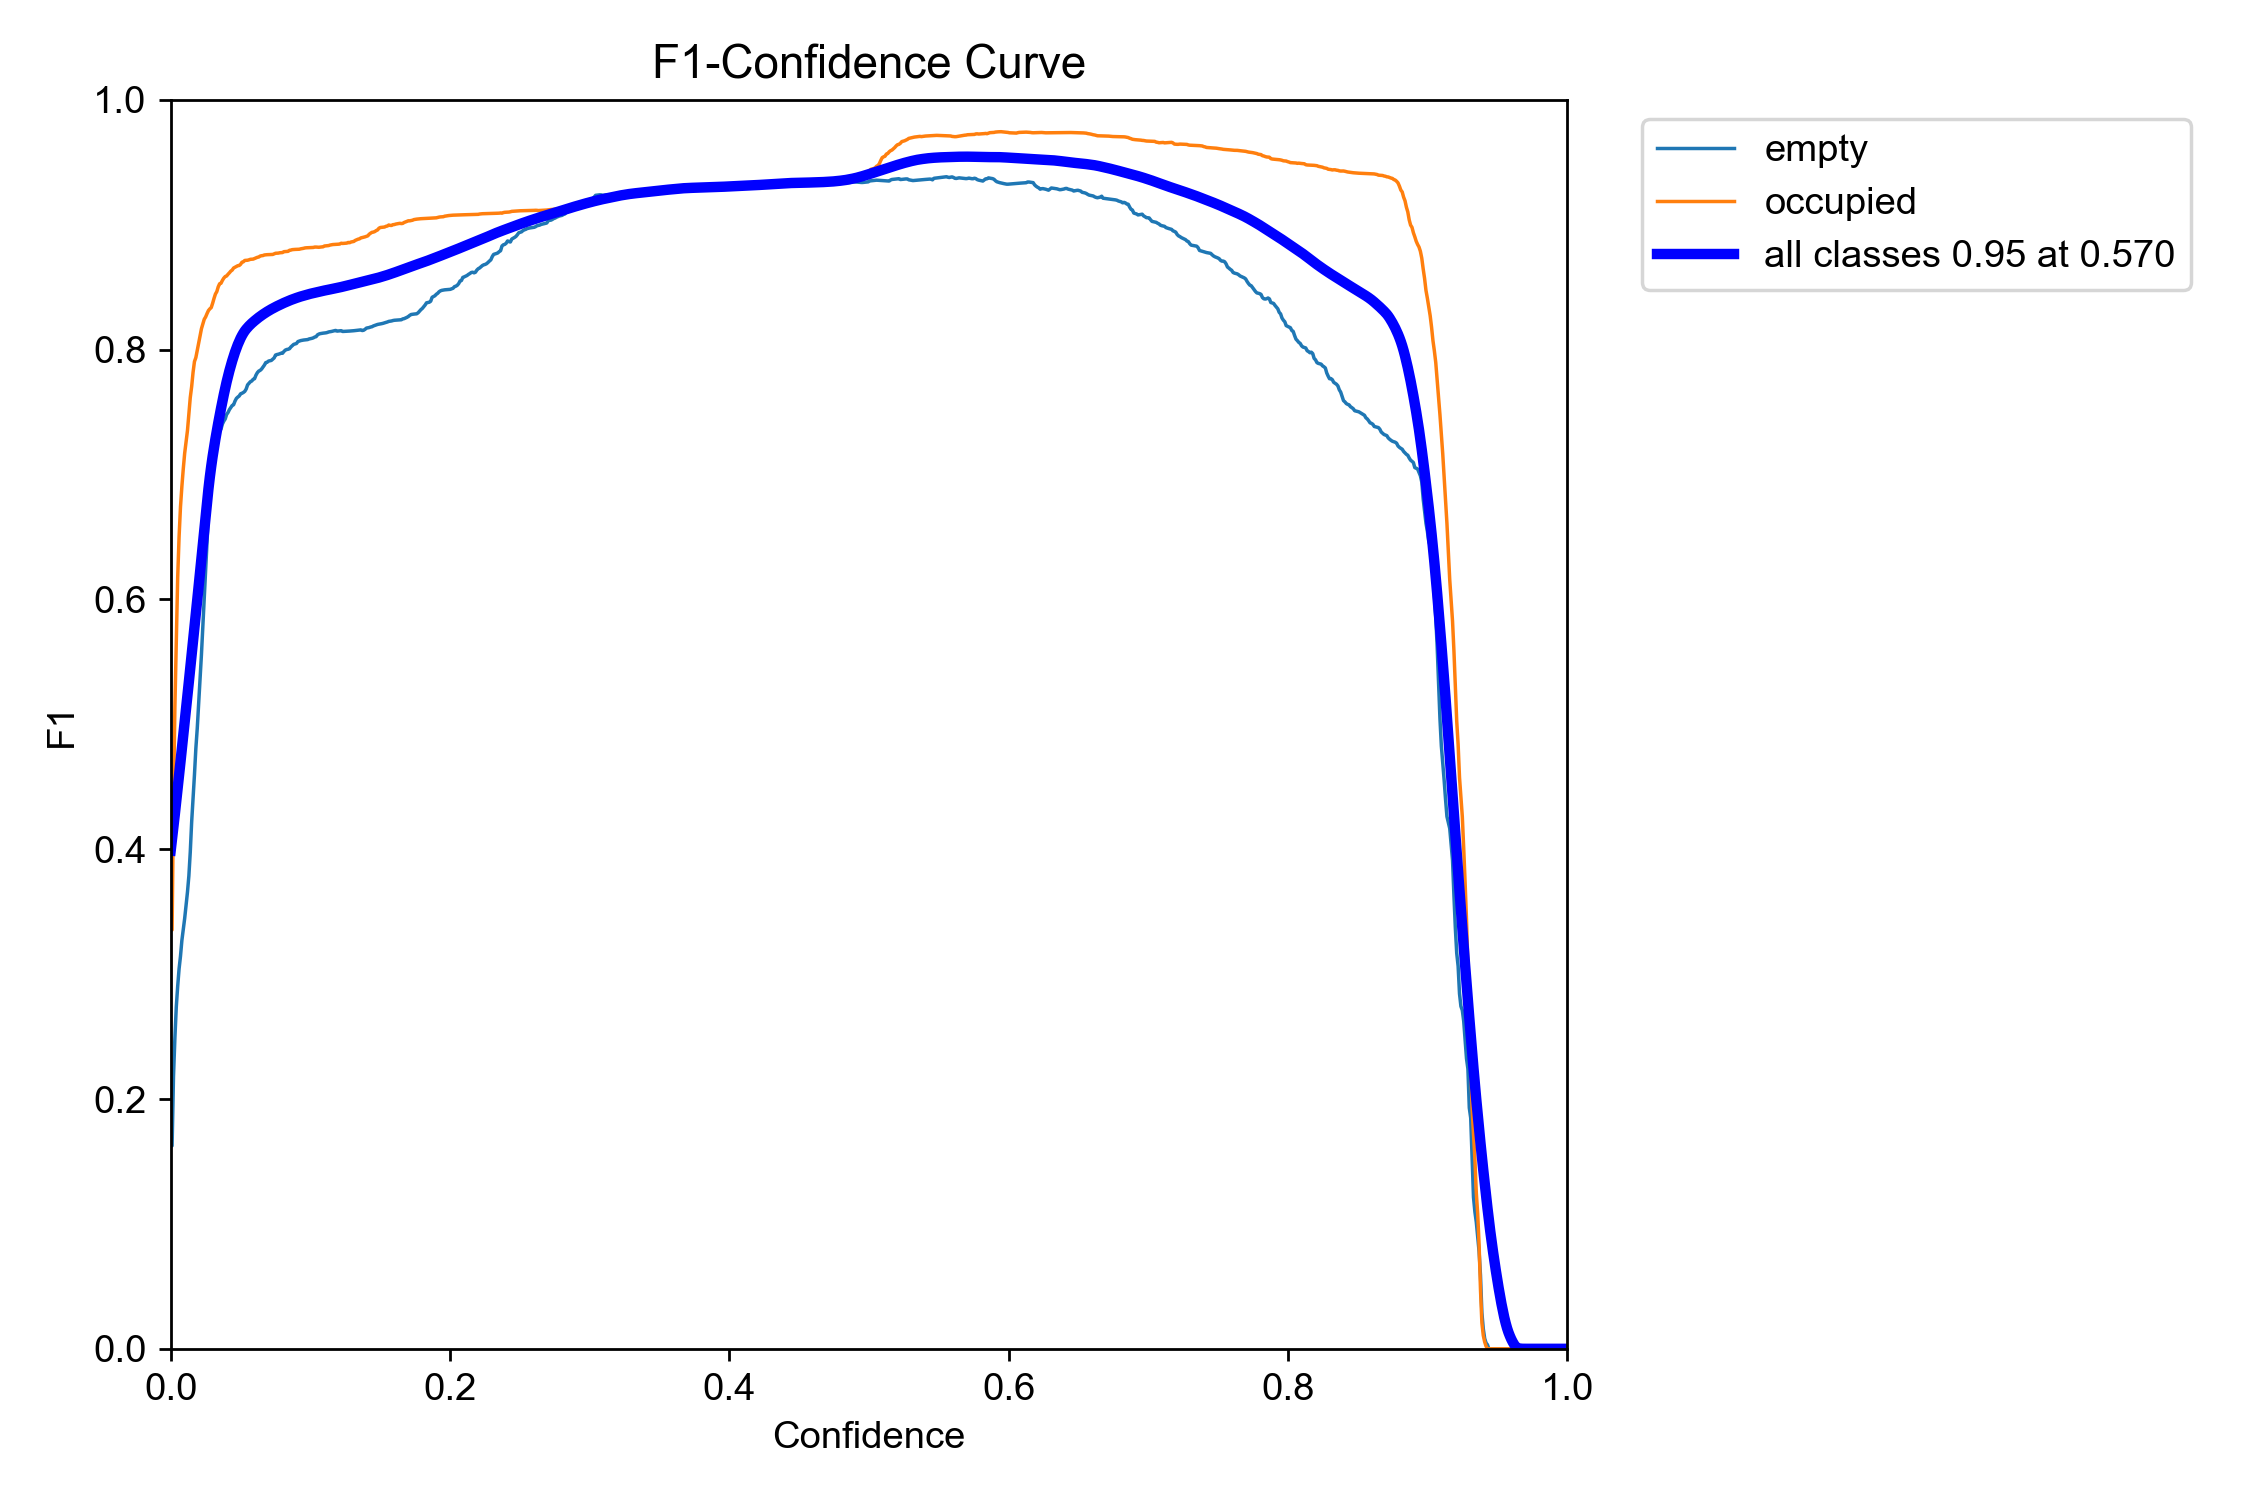 F1-Confidence Curve
1.0
0.8
0.6
0.4
0.2
0.0
F1
0.0 0.2 0.4 0.6 0.8 1.0
Confidence
empty
occupied
all classes 0.95 at 0.570